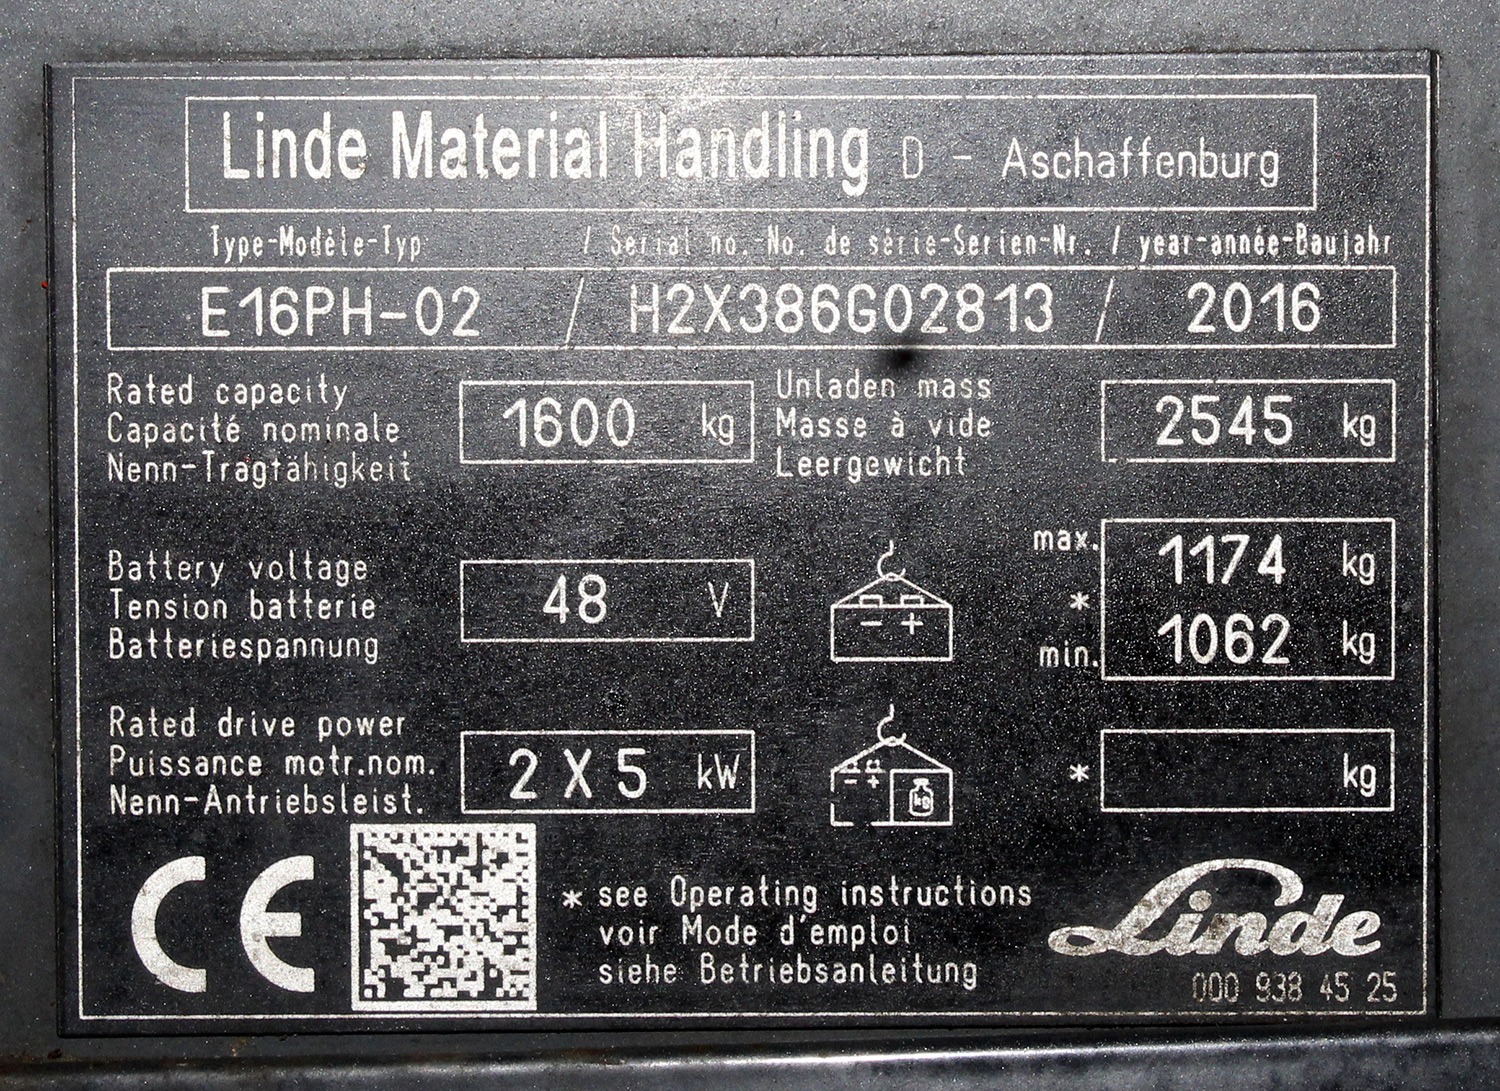 Linde Material Handling D - Aschaffenburg
Type-Modèle-Typ / Serial no.-No. de série-Serien-Nr. / year-année-Baujahr
E16PH-02 / H2X386G02813 / 2016
Rated capacity
Capacité nominale
Nenn-Tragfähigkeit
1600 kg
Unladen mass
Masse à vide
Leergewicht
2545 kg
Battery voltage
Tension batterie
Batteriespannung
48 V
- +
max. 1174 kg
*
min. 1062 kg
Rated drive power
Puissance motr.nom.
Nenn-Antriebsleist.
2 X 5 kW
- + kg
* kg
CE
* see Operating instructions
voir Mode d'emploi
siehe Betriebsanleitung
Linde
000 938 45 25